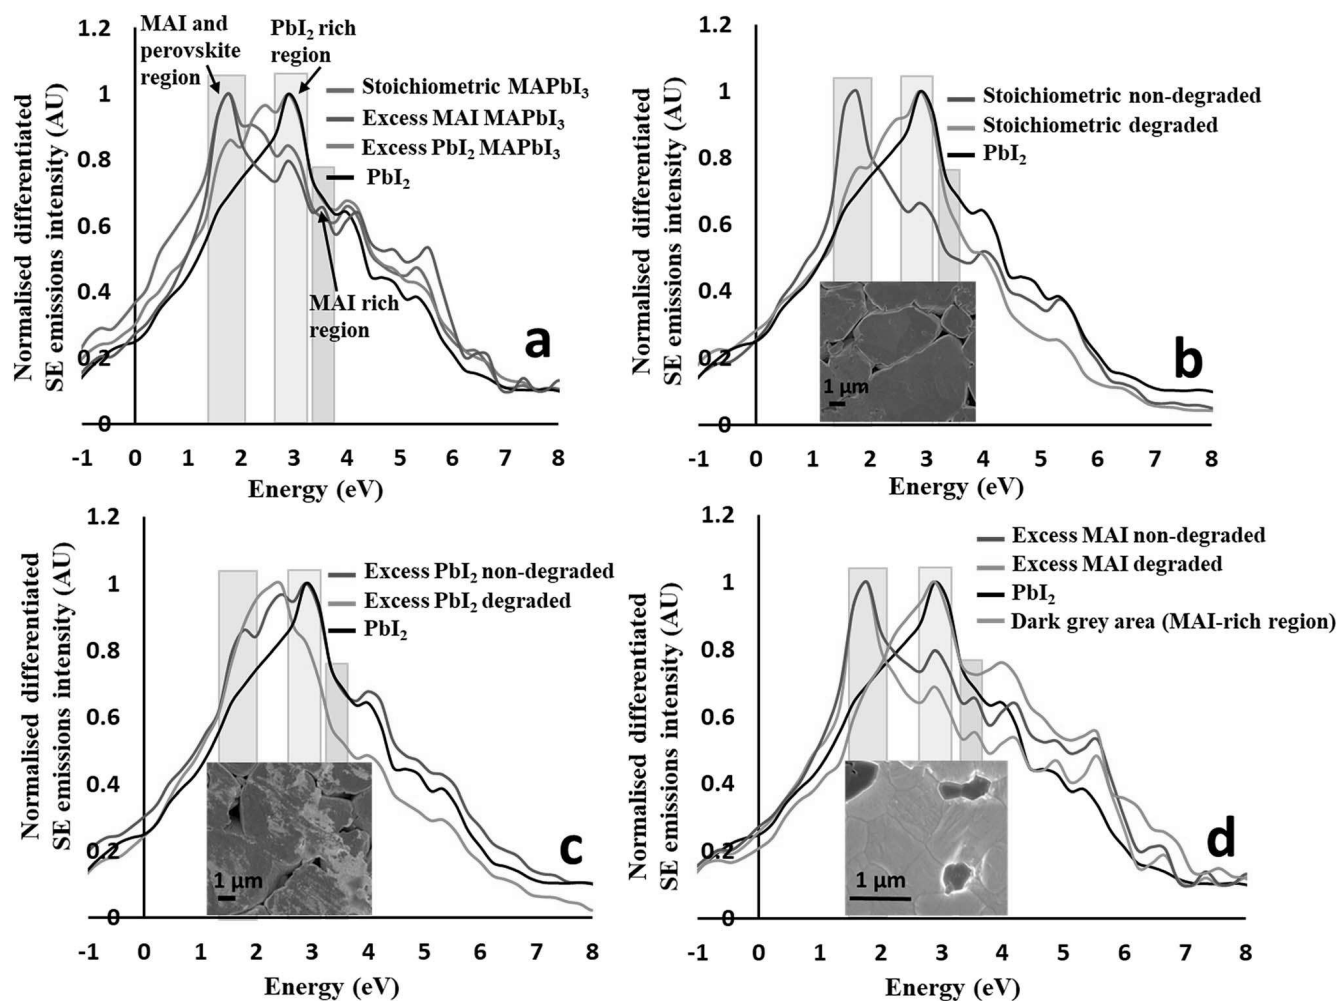 1.2
1
0.8
0.6
0.4
0.2
0
Normalised differentiated
SE emissions intensity (AU)
MAI and
perovskite
region
PbI₂ rich
region
Stoichiometric MAPbI₃
Excess MAI MAPbI₃
Excess PbI₂ MAPbI₃
PbI₂
MAI rich
region
a
-1 0 1 2 3 4 5 6 7 8
Energy (eV)
1.2
1
0.8
0.6
0.4
0.2
0
Normalised differentiated
SE emissions intensity (AU)
Stoichiometric non-degraded
Stoichiometric degraded
PbI₂
1 µm
b
-1 0 1 2 3 4 5 6 7 8
Energy (eV)
1.2
1
0.8
0.6
0.4
0.2
0
Normalised differentiated
SE emissions intensity (AU)
Excess PbI₂ non-degraded
Excess PbI₂ degraded
PbI₂
1 µm
c
-1 0 1 2 3 4 5 6 7 8
Energy (eV)
1.2
1
0.8
0.6
0.4
0.2
0
Normalised differentiated
SE emissions intensity (AU)
Excess MAI non-degraded
Excess MAI degraded
PbI₂
Dark grey area (MAI-rich region)
1 µm
d
-1 0 1 2 3 4 5 6 7 8
Energy (eV)